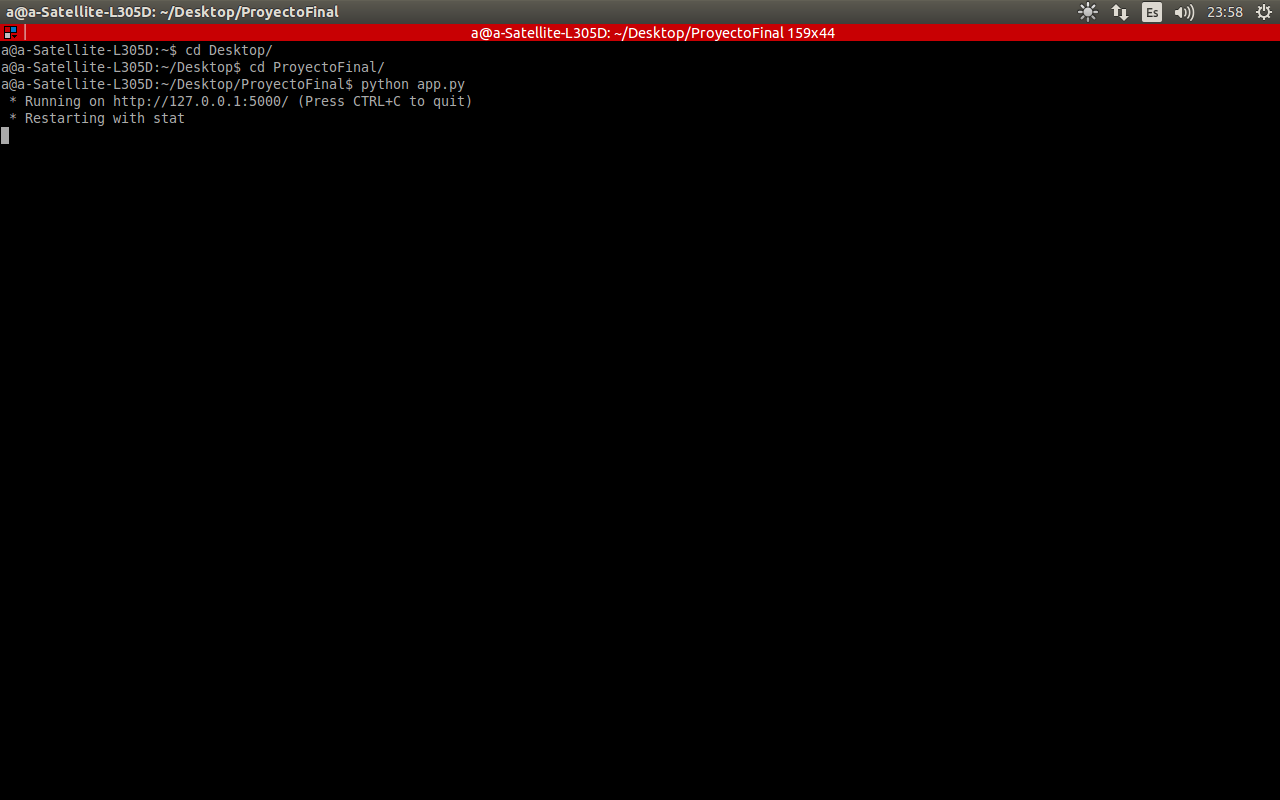 a@a-Satellite-L305D: ~/Desktop/ProyectoFinal
Es
23:58
a@a-Satellite-L305D: ~/Desktop/ProyectoFinal 159x44
a@a-Satellite-L305D:~$ cd Desktop/
a@a-Satellite-L305D:~/Desktop$ cd ProyectoFinal/
a@a-Satellite-L305D:~/Desktop/ProyectoFinal$ python app.py
 * Running on http://127.0.0.1:5000/ (Press CTRL+C to quit)
 * Restarting with stat